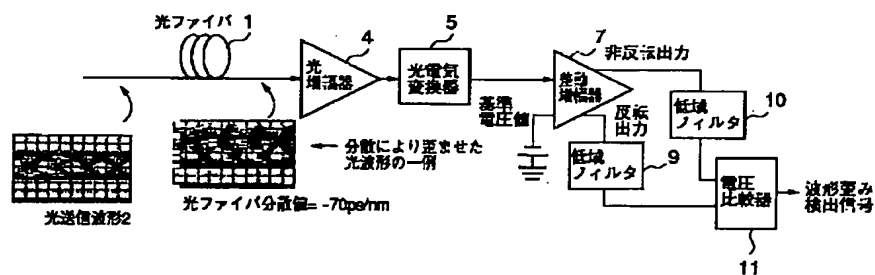 光ファイバ 1
4
光
増幅器
5
光電気
変換器
7
差動
増幅器
非反転出力
基準
電圧値
反転
出力
低域
フィルタ
9
低域
フィルタ
10
電圧
比較器
11
波形歪み
検出信号
分散により歪ませた
光波形の一例
光送信波形2
光ファイバ分散値= -70ps/nm